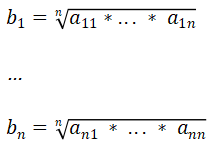 b₁ = ⁿ√(a₁₁ * … * a₁ₙ)
…
bₙ = ⁿ√(aₙ₁ * … * aₙₙ)